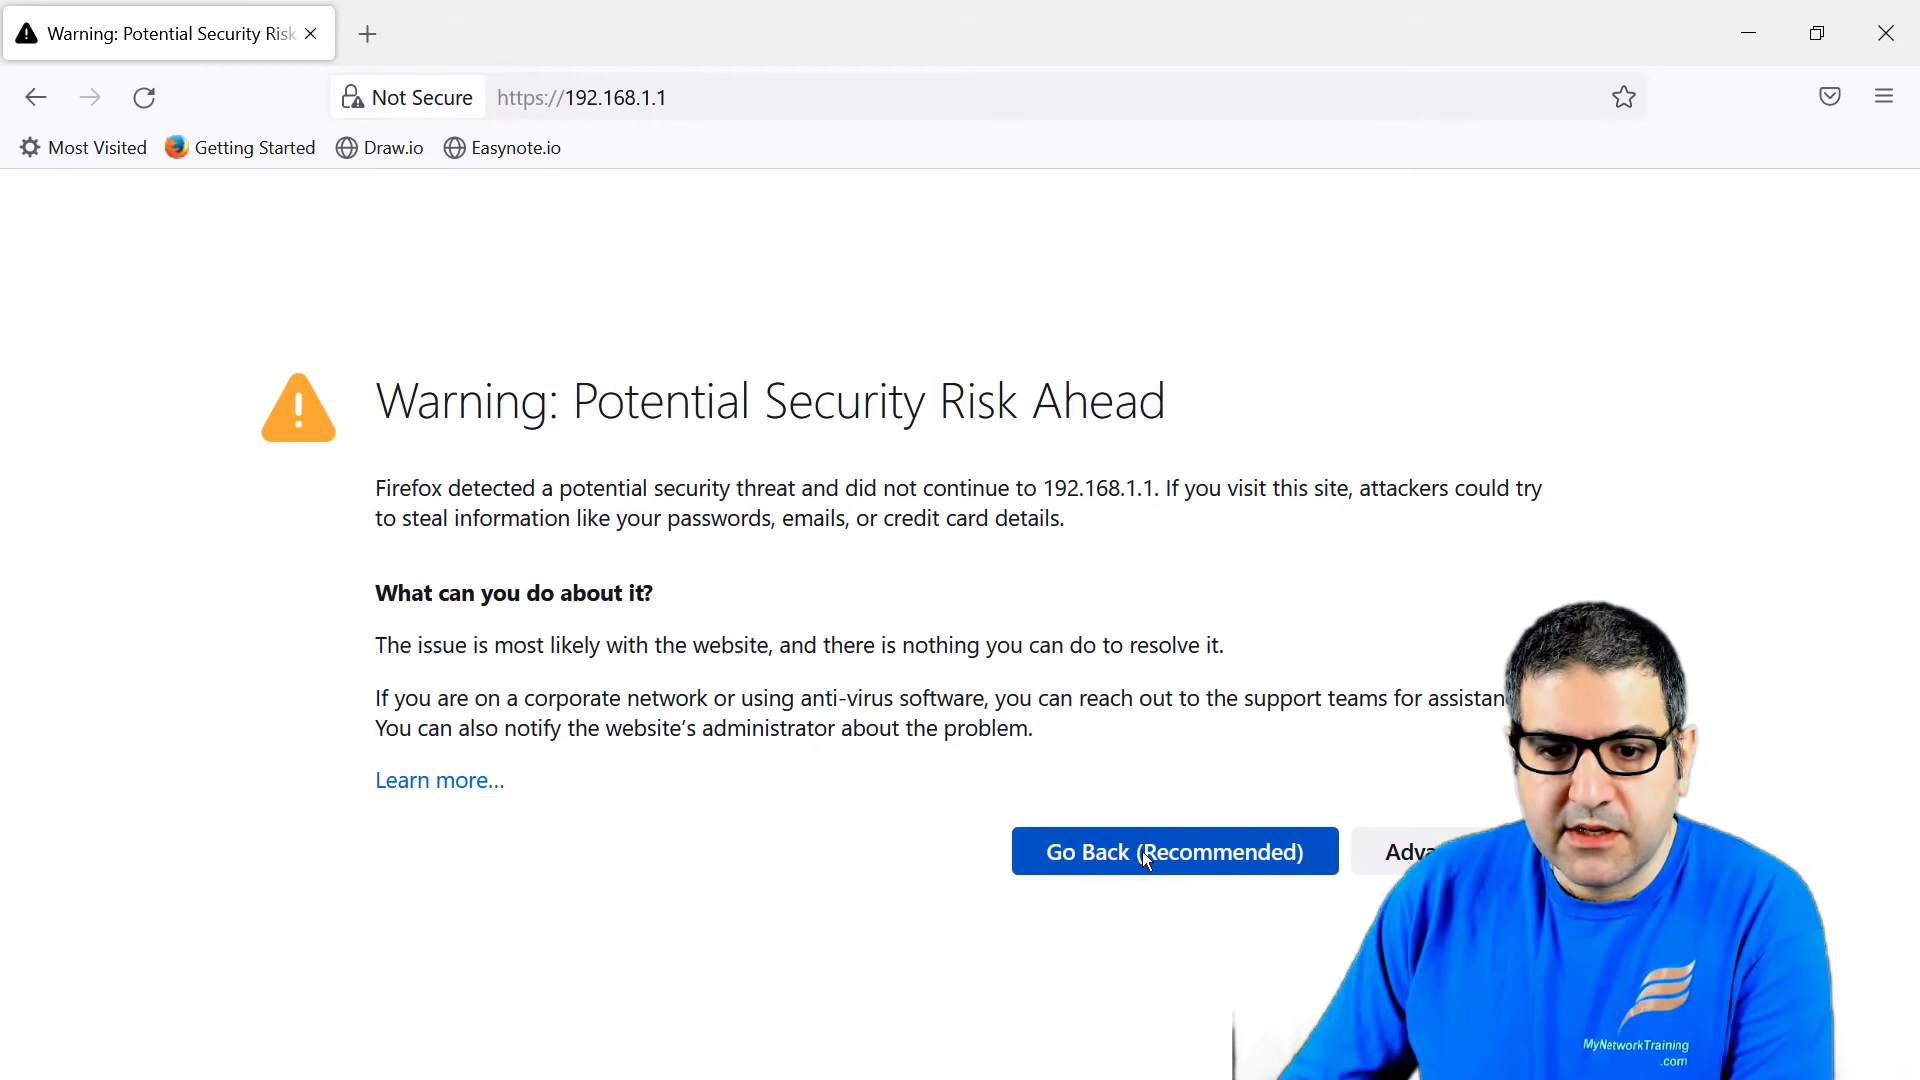 Warning: Potential Security Risk
Not Secure
https://192.168.1.1
Most Visited
Getting Started
Draw.io
Easynote.io
Warning: Potential Security Risk Ahead
Firefox detected a potential security threat and did not continue to 192.168.1.1. If you visit this site, attackers could try
to steal information like your passwords, emails, or credit card details.
What can you do about it?
The issue is most likely with the website, and there is nothing you can do to resolve it.
If you are on a corporate network or using anti-virus software, you can reach out to the support teams for assistan
You can also notify the website’s administrator about the problem.
Learn more…
Go Back (Recommended)
Adva
MyNetworkTraining
.com